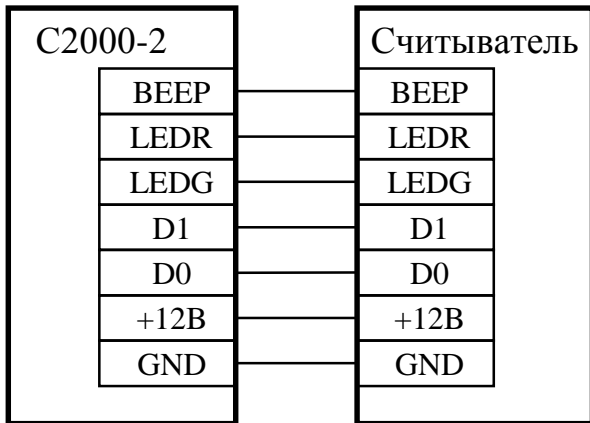 С2000-2 Считыватель
BEEP BEEP
LEDR LEDR
LEDG LEDG
D1 D1
D0 D0
+12В +12В
GND GND